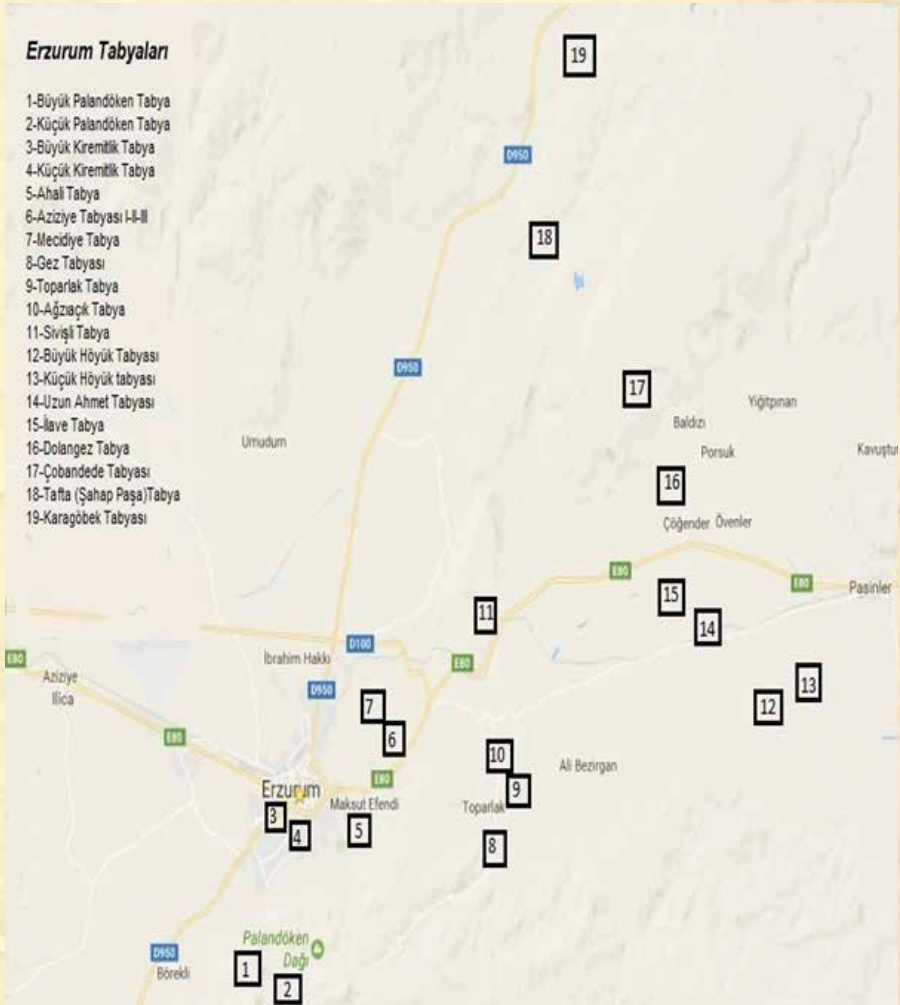 Erzurum Tabyaları
1-Büyük Palandöken Tabya
2-Küçük Palandöken Tabya
3-Büyük Kiremitlik Tabya
4-Küçük Kiremitlik Tabya
5-Ahali Tabya
6-Aziziye Tabyası I-II-III
7-Mecidiye Tabya
8-Gez Tabyası
9-Toparlak Tabya
10-Ağzıaçık Tabya
11-Sivişli Tabya
12-Büyük Höyük Tabyası
13-Küçük Höyük tabyası
14-Uzun Ahmet Tabyası
15-İlave Tabya
16-Dolangez Tabya
17-Çobandede Tabyası
18-Tafta (Şahap Paşa)Tabya
19-Karagöbek Tabyası
19
D950
18
D950
17
Yiğitpınarı
Baldızı
Umudum
Porsuk
Kavuştu
16
Çöğender Övenler
E80
E80
15
Pasinler
11
14
D100
İbrahim Hakkı
E80
E80
Aziziye
Ilıca
D950
13
7
12
E80
6
10
Ali Bezirgan
E80
Erzurum
9
Maksut Efendi
Toparlak
3
4
5
8
Palandöken
Dağı
D950
Börekli
1
2